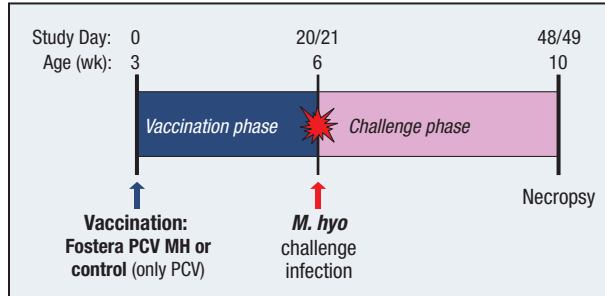 Study Day: 0 20/21 48/49
Age (wk): 3 6 10
Vaccination phase Challenge phase
Vaccination:
Fostera PCV MH or
control (only PCV)
M. hyo
challenge
infection
Necropsy